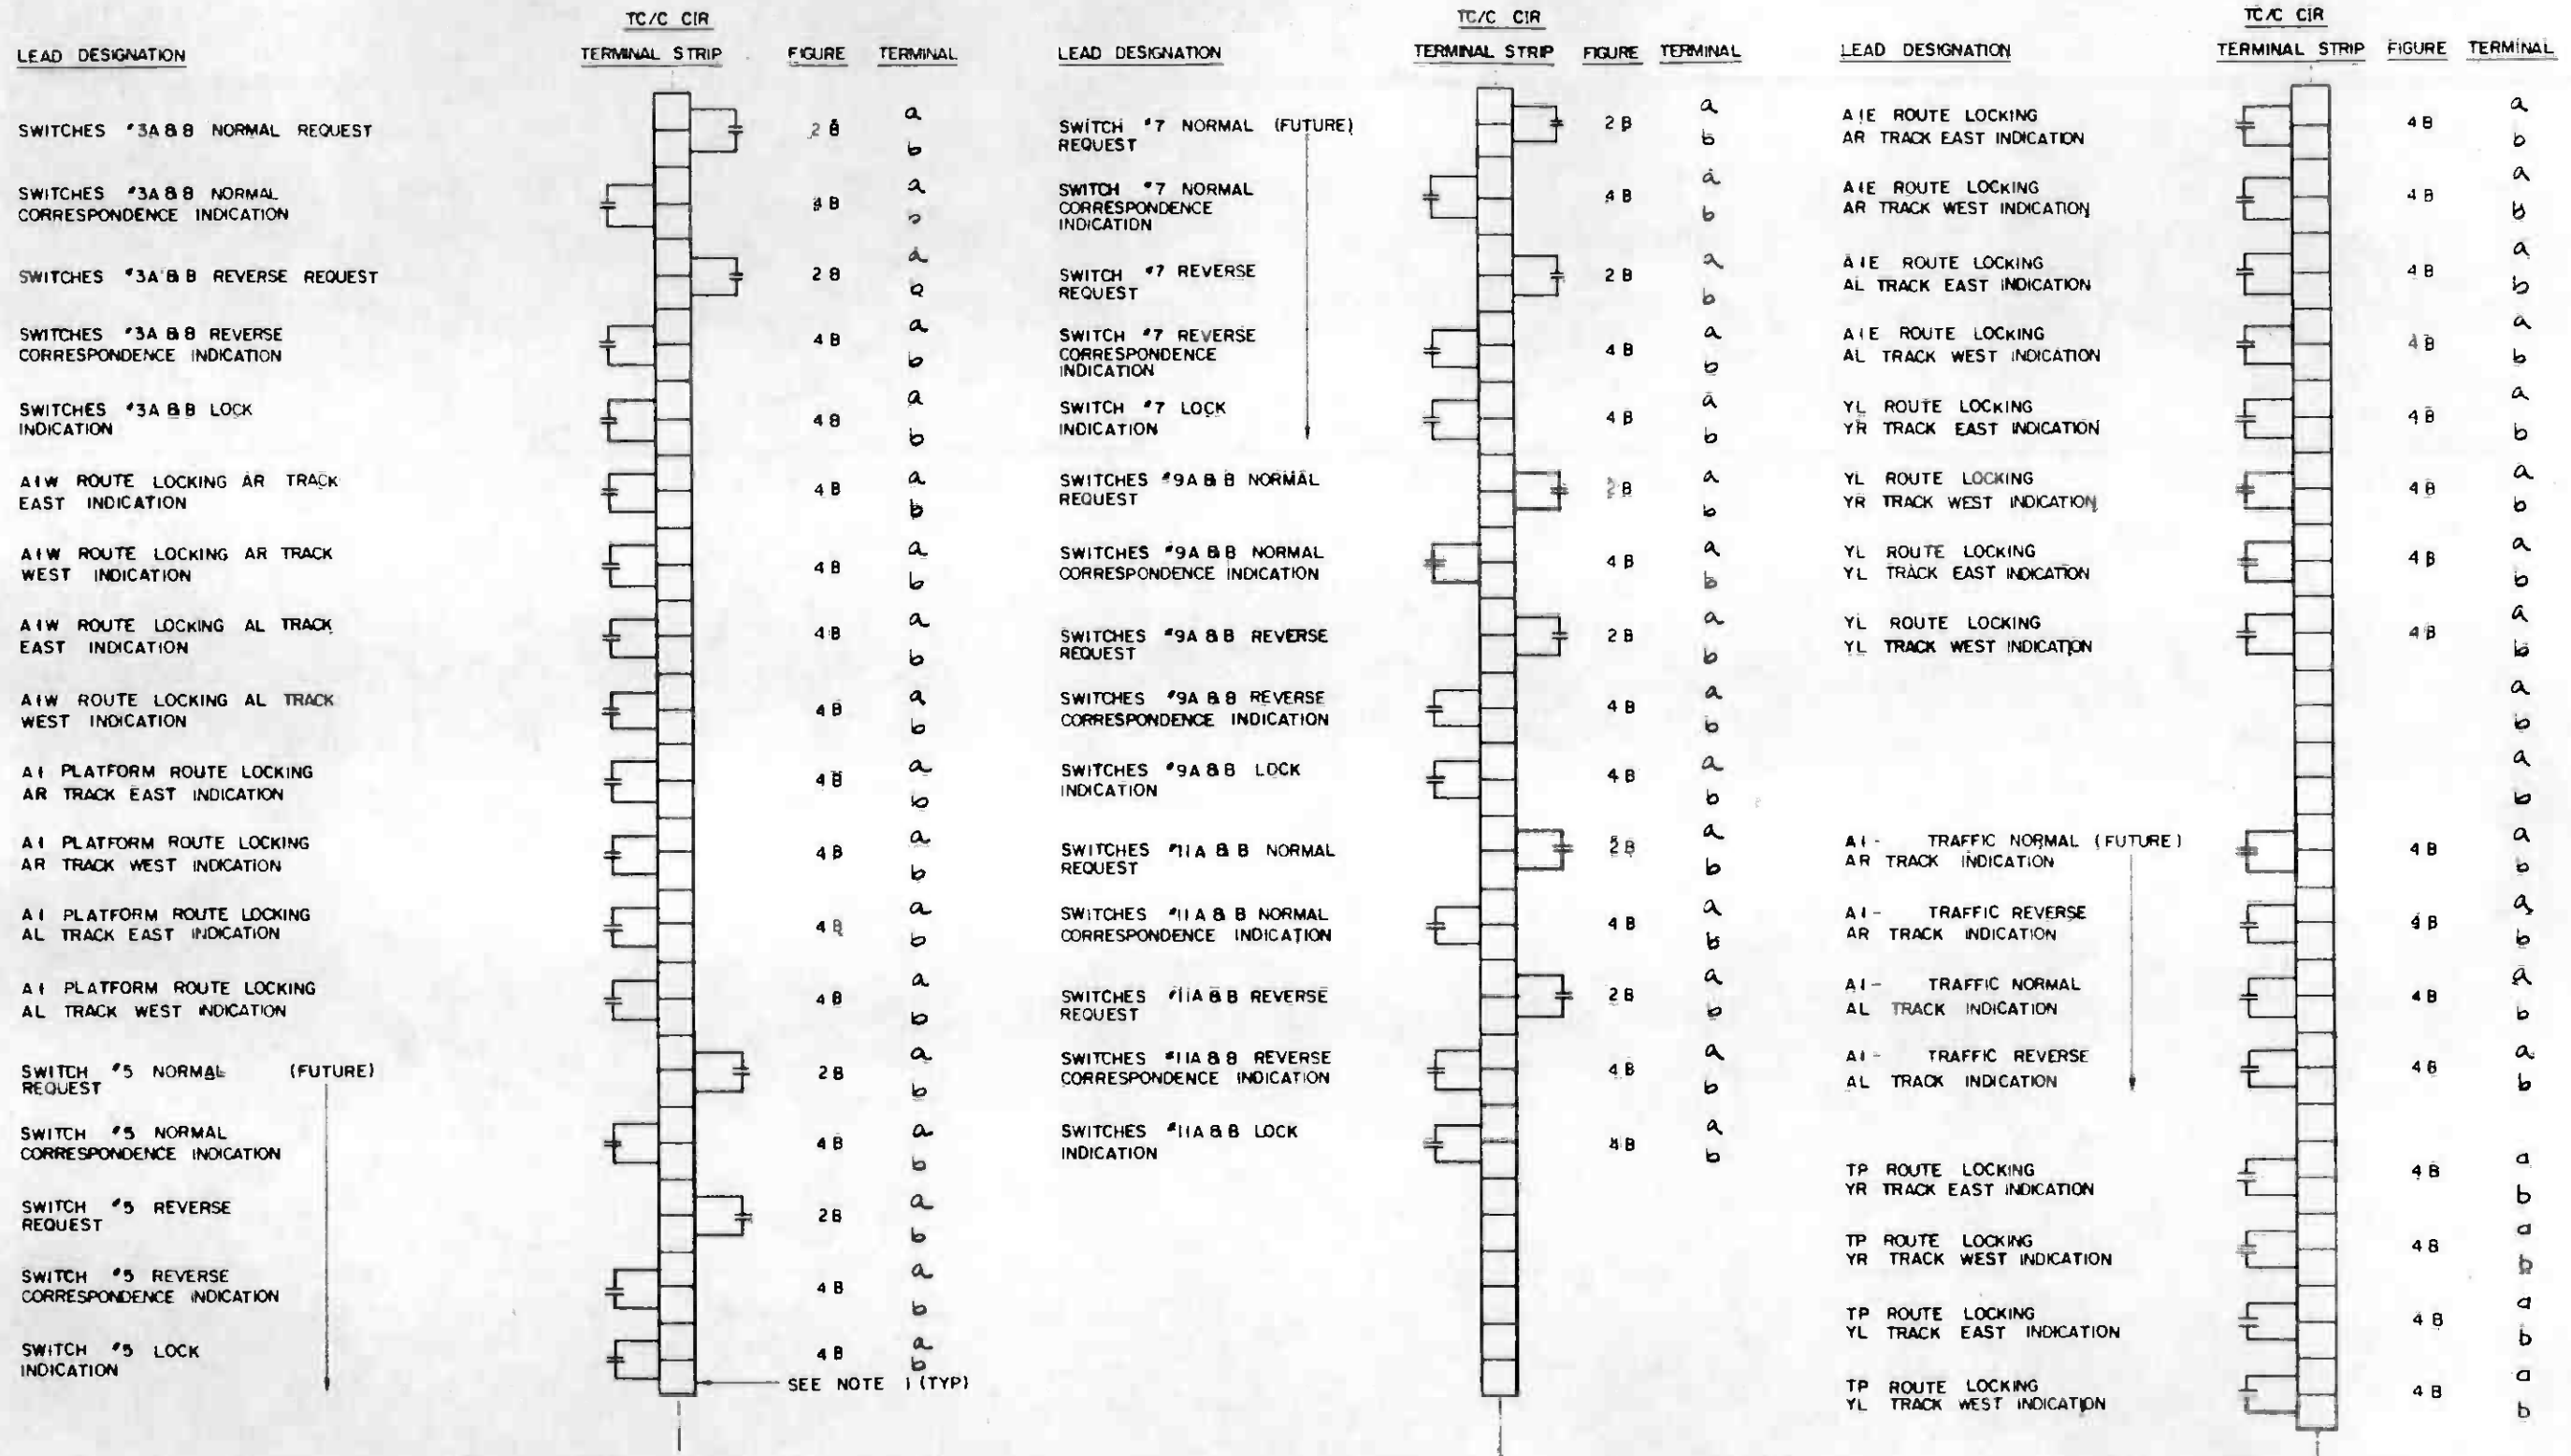 TC/C CIR
LEAD DESIGNATION TERMINAL STRIP FIGURE TERMINAL
SWITCHES #3A & B NORMAL REQUEST 2 B a
b
SWITCHES #3A & B NORMAL 4 B a
CORRESPONDENCE INDICATION
SWITCHES #3A & B REVERSE REQUEST 2 B a
SWITCHES #3A & B REVERSE 4 B a
CORRESPONDENCE INDICATION b
SWITCHES #3A & B LOCK 4 B a
INDICATION b
A1W ROUTE LOCKING AR TRACK 4 B a
EAST INDICATION b
A1W ROUTE LOCKING AR TRACK 4 B a
WEST INDICATION b
A1W ROUTE LOCKING AL TRACK 4 B a
EAST INDICATION b
A1W ROUTE LOCKING AL TRACK 4 B a
WEST INDICATION b
A1 PLATFORM ROUTE LOCKING 4 B a
AR TRACK EAST INDICATION b
A1 PLATFORM ROUTE LOCKING 4 B a
AR TRACK WEST INDICATION b
A1 PLATFORM ROUTE LOCKING 4 B a
AL TRACK EAST INDICATION b
A1 PLATFORM ROUTE LOCKING 4 B a
AL TRACK WEST INDICATION b
SWITCH #5 NORMAL (FUTURE) 2 B a
REQUEST b
SWITCH #5 NORMAL 4 B a
CORRESPONDENCE INDICATION b
SWITCH #5 REVERSE 2 B a
REQUEST b
SWITCH #5 REVERSE 4 B a
CORRESPONDENCE INDICATION b
SWITCH #5 LOCK 4 B a
INDICATION b
SEE NOTE 1 (TYP)
TC/C CIR
LEAD DESIGNATION TERMINAL STRIP FIGURE TERMINAL
SWITCH #7 NORMAL (FUTURE) 2 B a
REQUEST b
SWITCH #7 NORMAL 4 B a
CORRESPONDENCE b
INDICATION
SWITCH #7 REVERSE 2 B a
REQUEST b
SWITCH #7 REVERSE 4 B a
CORRESPONDENCE b
INDICATION
SWITCH #7 LOCK 4 B a
INDICATION b
SWITCHES #9A & B NORMAL 2 B a
REQUEST b
SWITCHES #9A & B NORMAL 4 B a
CORRESPONDENCE INDICATION b
SWITCHES #9A & B REVERSE 2 B a
REQUEST b
SWITCHES #9A & B REVERSE 4 B a
CORRESPONDENCE INDICATION b
SWITCHES #9A & B LOCK 4 B a
INDICATION b
SWITCHES #11A & B NORMAL 2 B a
REQUEST b
SWITCHES #11A & B NORMAL 4 B a
CORRESPONDENCE INDICATION b
SWITCHES #11A & B REVERSE 2 B a
REQUEST b
SWITCHES #11A & B REVERSE 4 B a
CORRESPONDENCE INDICATION b
SWITCHES #11A & B LOCK 4 B a
INDICATION b
TC/C CIR
LEAD DESIGNATION TERMINAL STRIP FIGURE TERMINAL
A1E ROUTE LOCKING 4 B a
AR TRACK EAST INDICATION b
A1E ROUTE LOCKING 4 B a
AR TRACK WEST INDICATION b
A1E ROUTE LOCKING 4 B a
AL TRACK EAST INDICATION b
A1E ROUTE LOCKING 4 B a
AL TRACK WEST INDICATION b
YL ROUTE LOCKING 4 B a
YR TRACK EAST INDICATION b
YL ROUTE LOCKING 4 B a
YR TRACK WEST INDICATION b
YL ROUTE LOCKING 4 B a
YL TRACK EAST INDICATION b
YL ROUTE LOCKING 4 B a
YL TRACK WEST INDICATION b
a
b
a
b
A1 - TRAFFIC NORMAL (FUTURE) 4 B a
AR TRACK INDICATION b
A1 - TRAFFIC REVERSE 4 B a
AR TRACK INDICATION b
A1 - TRAFFIC NORMAL 4 B a
AL TRACK INDICATION b
A1 - TRAFFIC REVERSE 4 B a
AL TRACK INDICATION b
TP ROUTE LOCKING 4 B a
YR TRACK EAST INDICATION b
TP ROUTE LOCKING 4 B a
YR TRACK WEST INDICATION b
TP ROUTE LOCKING 4 B a
YL TRACK EAST INDICATION b
TP ROUTE LOCKING 4 B a
YL TRACK WEST INDICATION b